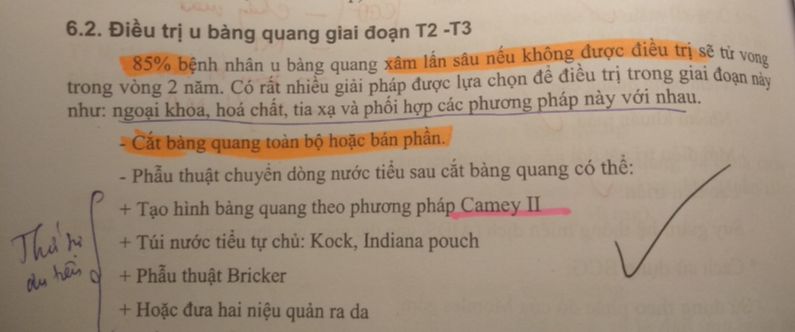 6.2. Điều trị u bàng quang giai đoạn T2 -T3
85% bệnh nhân u bàng quang xâm lấn sâu nếu không được điều trị sẽ tử vong
trong vòng 2 năm. Có rất nhiều giải pháp được lựa chọn để điều trị trong giai đoạn này
như: ngoại khoa, hoá chất, tia xạ và phối hợp các phương pháp này với nhau.
- Cắt bàng quang toàn bộ hoặc bán phần.
- Phẫu thuật chuyển dòng nước tiểu sau cắt bàng quang có thể:
+ Tạo hình bàng quang theo phương pháp Camey II
+ Túi nước tiểu tự chủ: Kock, Indiana pouch
+ Phẫu thuật Bricker
+ Hoặc đưa hai niệu quản ra da
Thứ tự
ưu tiên